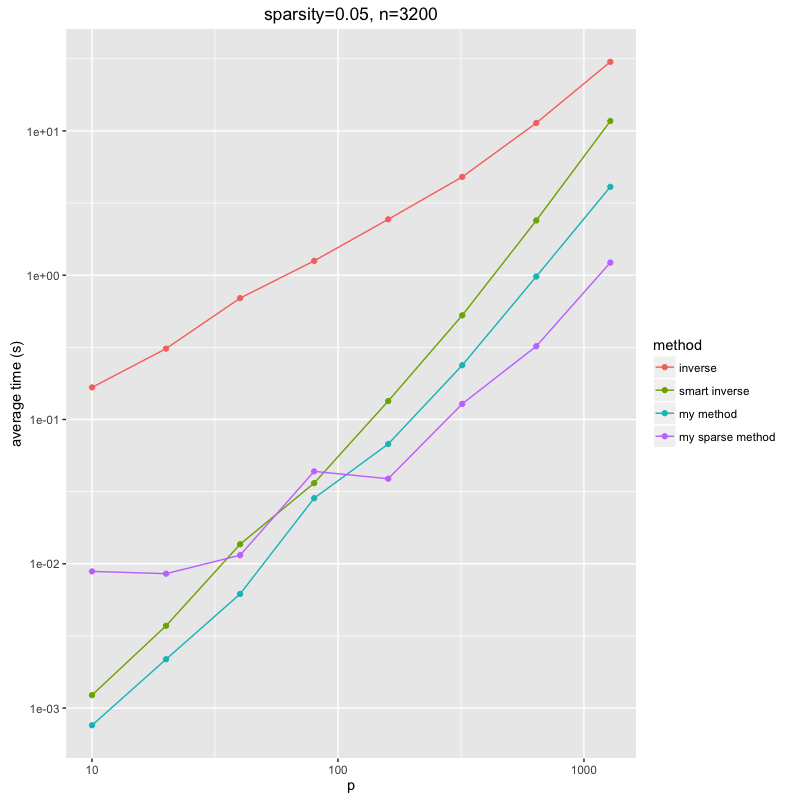 sparsity=0.05, n=3200
1e+01
1e+00
1e-01
1e-02
1e-03
average time (s)
10
100
1000
p
method
inverse
smart inverse
my method
my sparse method